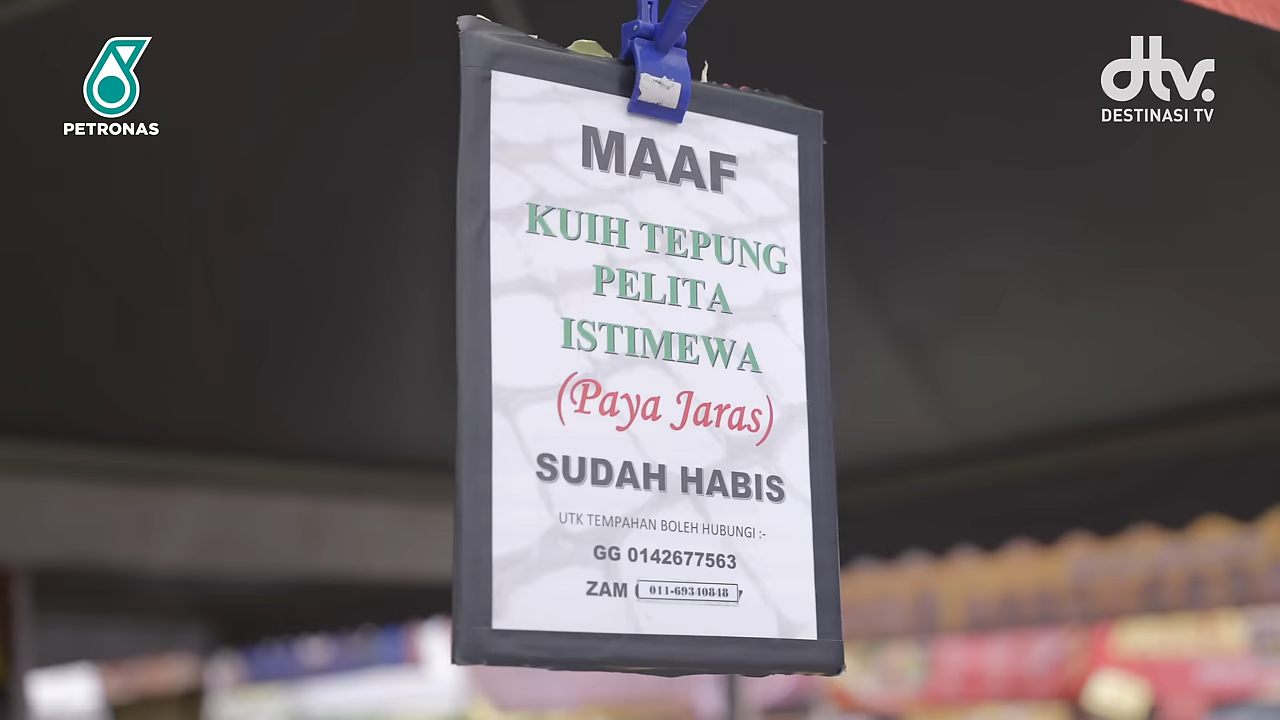 PETRONAS
dtv.
DESTINASI TV
MAAF
KUIH TEPUNG
PELITA
ISTIMEWA
(Paya Jaras)
SUDAH HABIS
UTK TEMPAHAN BOLEH HUBUNGI :-
GG 0142677563
ZAM 011-69340848